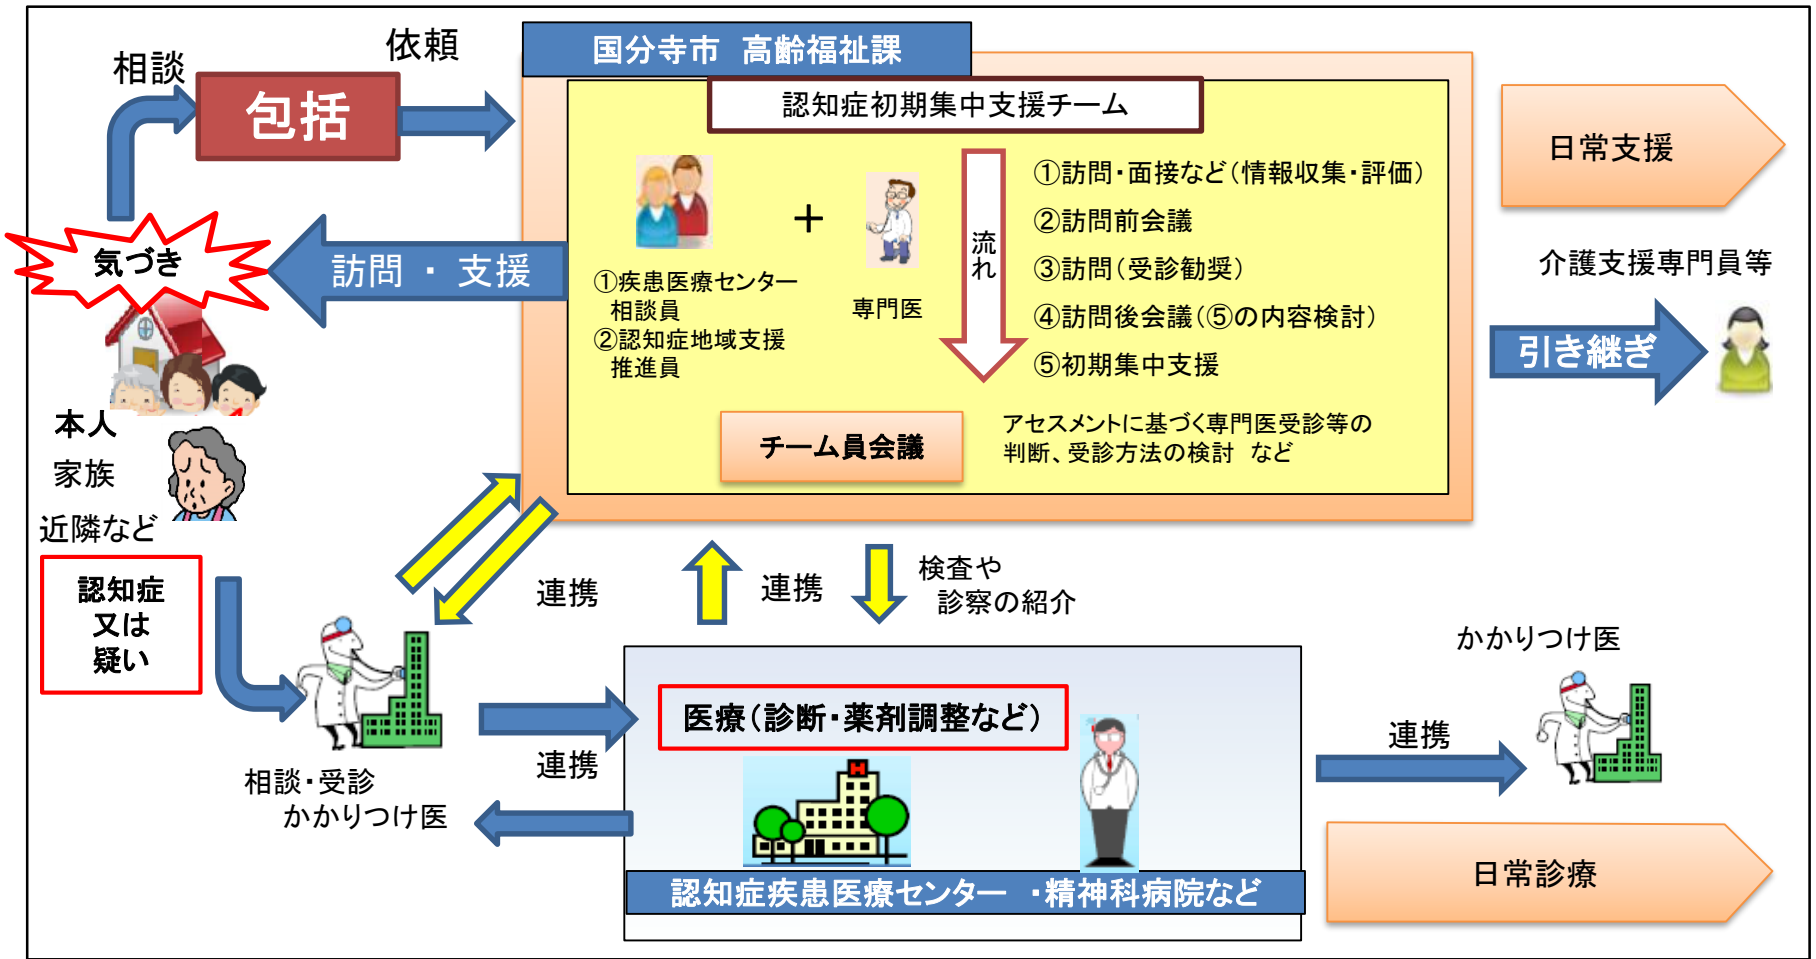 相談
依頼
包括
国分寺市　高齢福祉課
認知症初期集中支援チーム
①疾患医療センター
相談員
②認知症地域支援
推進員
＋
専門医
流れ
①訪問・面接など（情報収集・評価）
②訪問前会議
③訪問（受診勧奨）
④訪問後会議（⑤の内容検討）
⑤初期集中支援
チーム員会議
アセスメントに基づく専門医受診等の
判断、受診方法の検討　など
日常支援
介護支援専門員等
引き継ぎ
気づき
訪問 ・ 支援
本人
家族
近隣など
認知症
又は
疑い
連携
連携
検査や
診察の紹介
相談・受診
かかりつけ医
連携
医療（診断・薬剤調整など）
H
認知症疾患医療センター　・精神科病院など
かかりつけ医
連携
日常診療